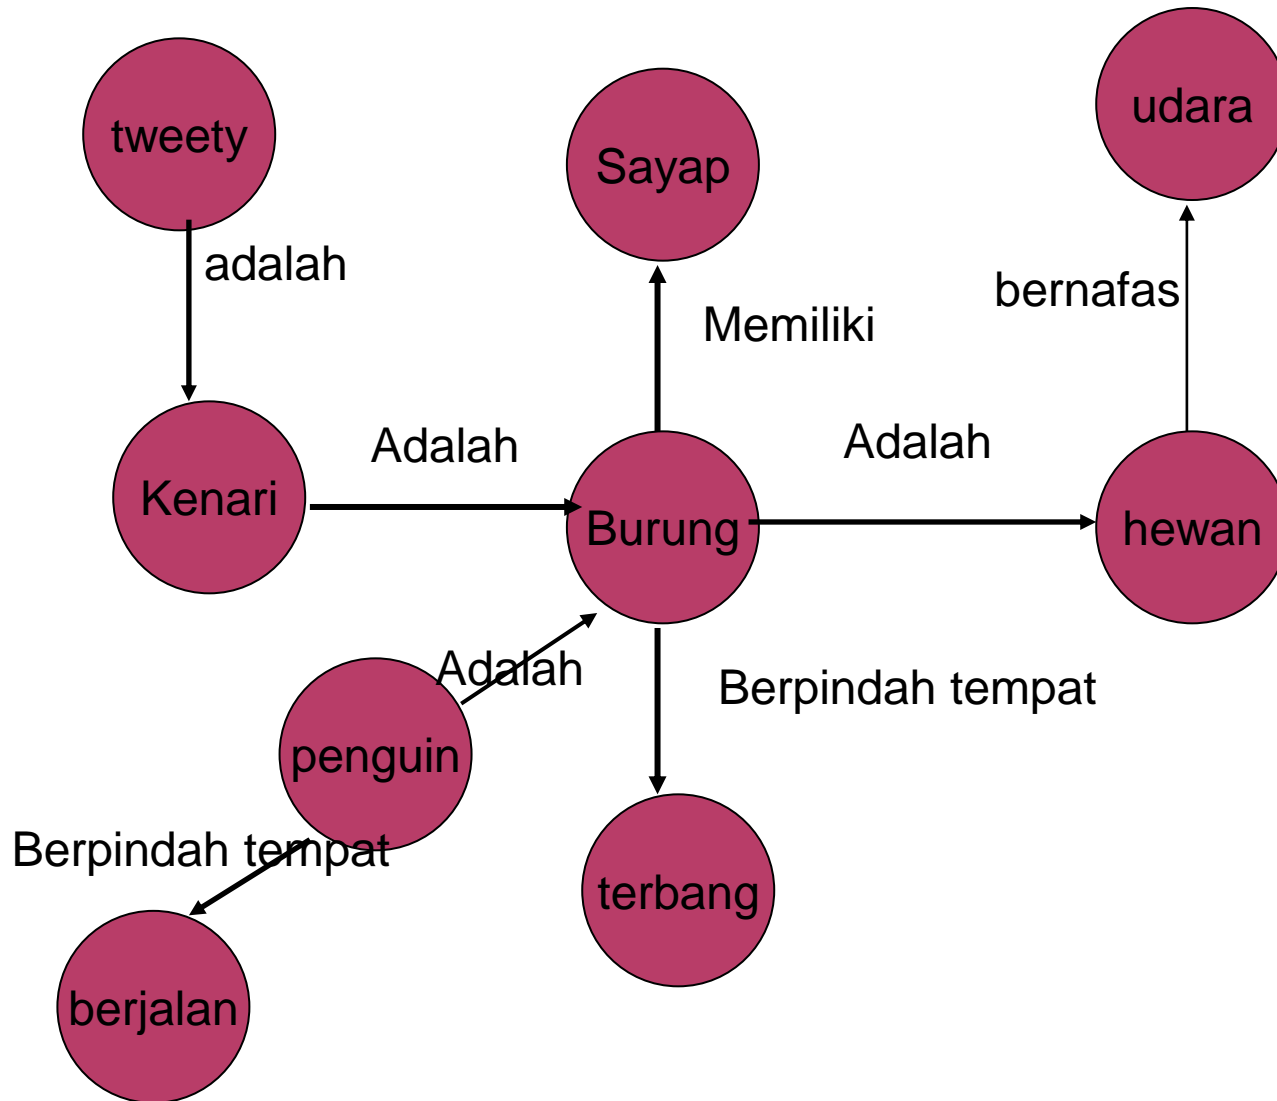 tweety
Sayap
udara
adalah
Memiliki
bernafas
Kenari
Adalah
Burung
Adalah
hewan
Adalah
penguin
Berpindah tempat
Berpindah tempat
terbang
berjalan